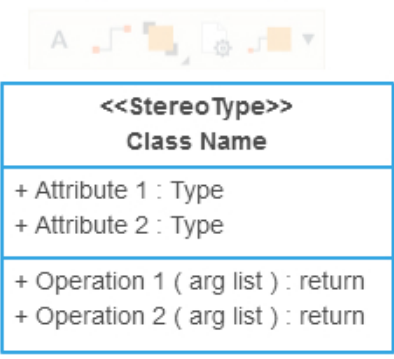 A
<<StereoType>>
Class Name
+ Attribute 1 : Type
+ Attribute 2 : Type
+ Operation 1 ( arg list ) : return
+ Operation 2 ( arg list ) : return